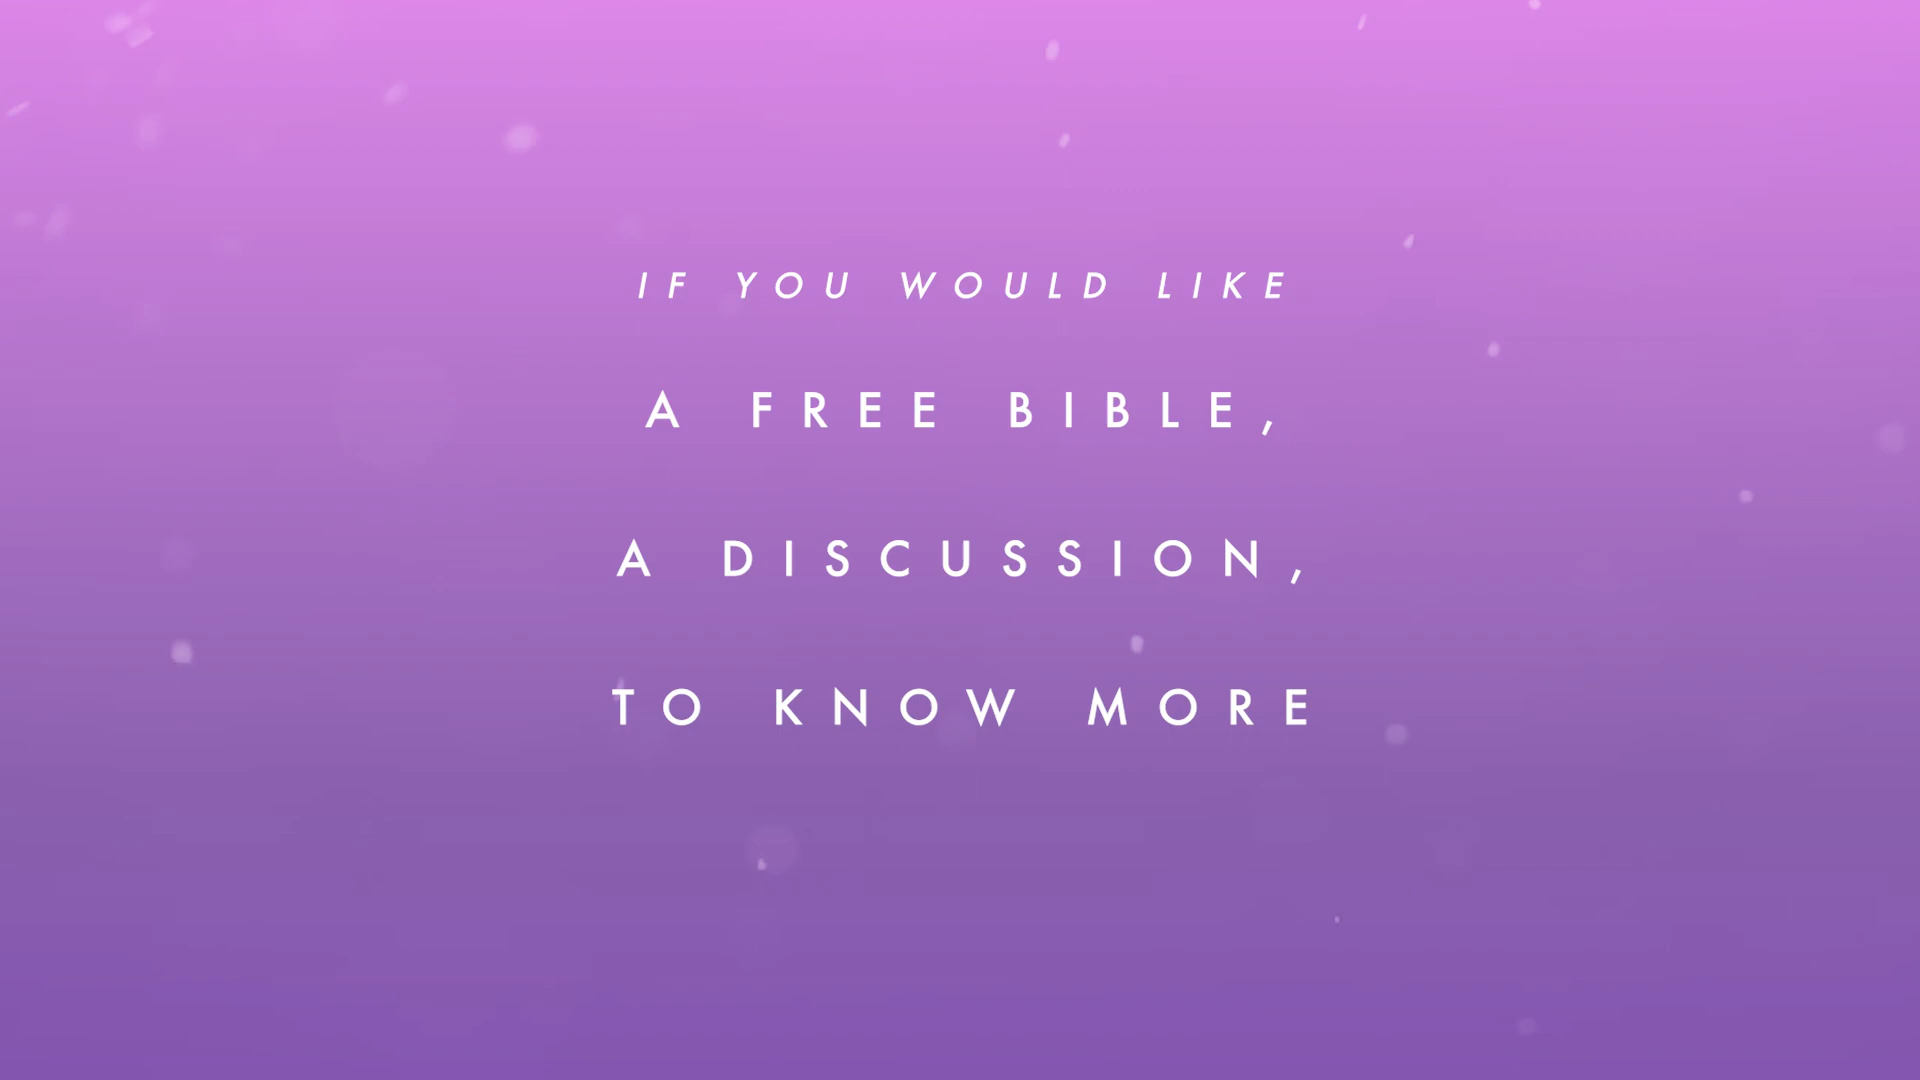 IF YOU WOULD LIKE
A FREE BIBLE,
A DISCUSSION,
TO KNOW MORE